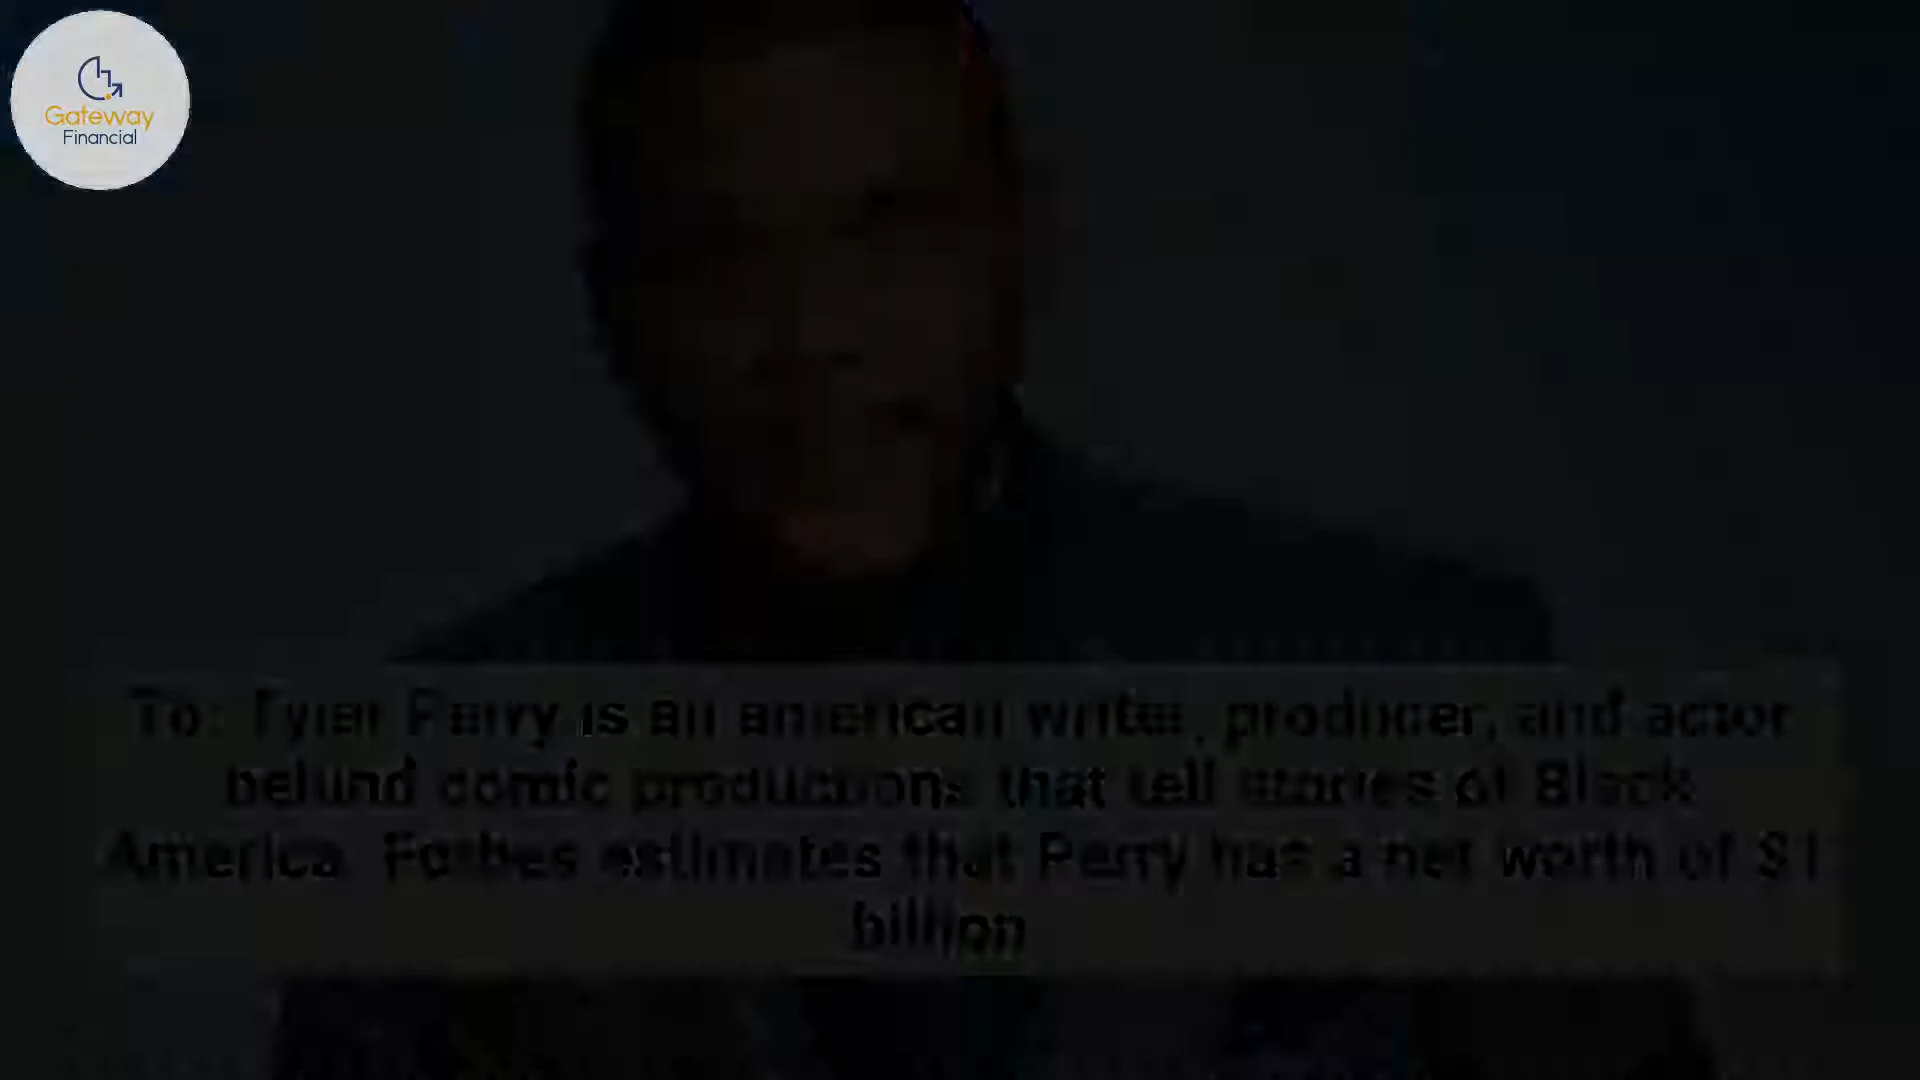 Gateway
Financial
To: Tyler Perry is an american writer, producer, and actor
behind comic productions that tell stories of Black
America. Forbes estimates that Perry has a net worth of $1
billion